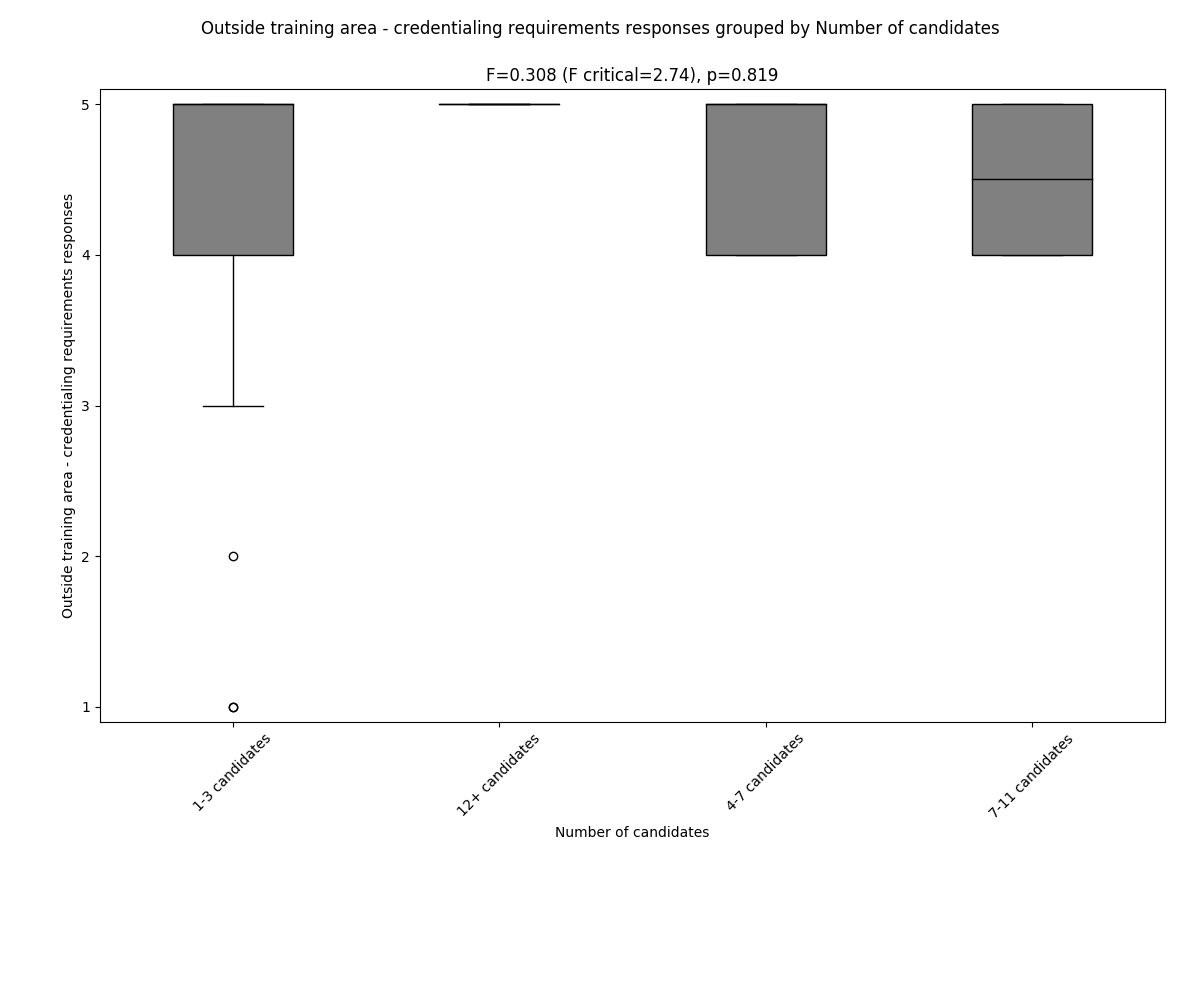 Outside training area - credentialing requirements responses grouped by Number of candidates
F=0.308 (F critical=2.74), p=0.819
Outside training area - credentialing requirements responses
5
4
3
2
1
1-3 candidates
12+ candidates
4-7 candidates
7-11 candidates
Number of candidates